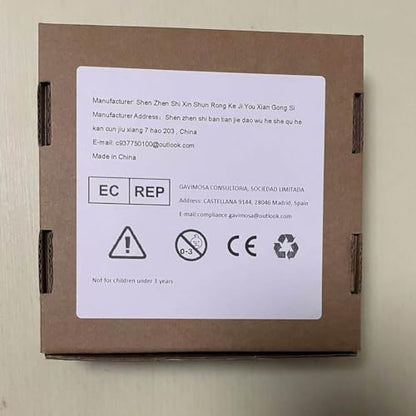 Manufacturer: Shen Zhen Shi Xin Shun Rong Ke Ji You Xian Gong Si
Manufacturer Address: Shen zhen shi ban tian jie dao wu he she qu he
kan cun jiu xiang 7 hao 203 , China
E-mail: c937750100@outlook.com
Made in China
EC REP
GAVIMOSA CONSULTORIA, SOCIEDAD LIMITADA
Address: CASTELLANA 9144, 28046 Madrid, Spain
E-mail:compliance.gavimosa@outlook.com
0-3
CE
Not for children under 3 years